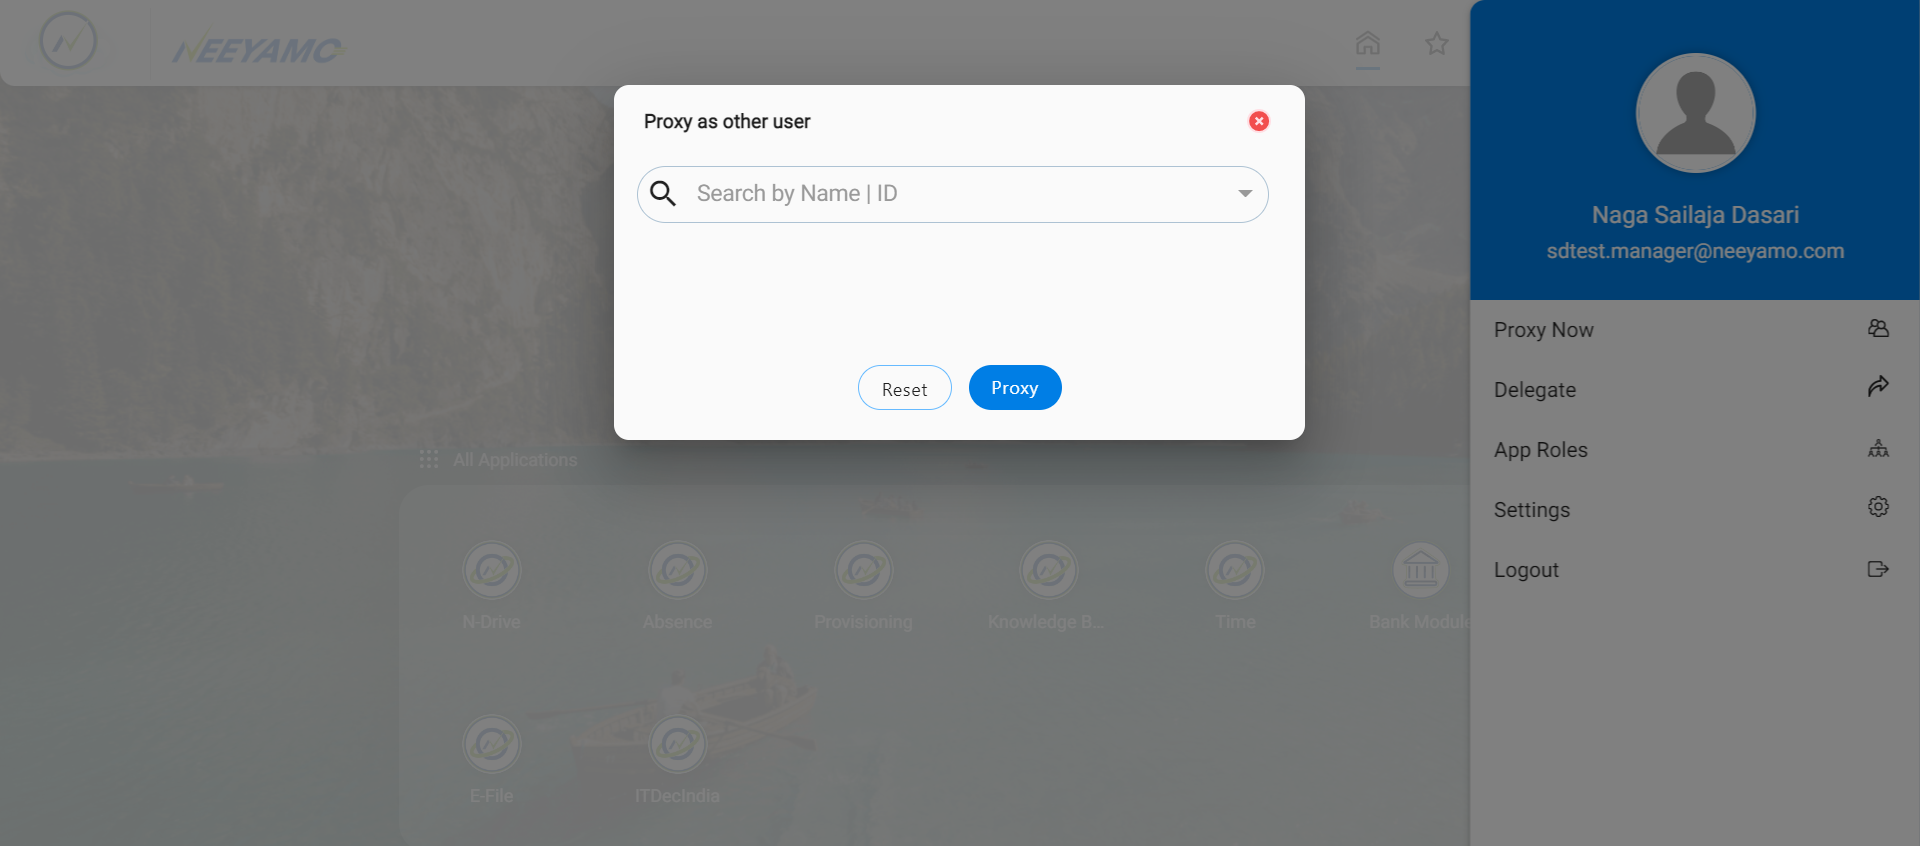 NEEYAMO
Proxy as other user
Search by Name | ID
Reset
Proxy
Naga Sailaja Dasari
sdtest.manager@neeyamo.com
Proxy Now
Delegate
App Roles
Settings
Logout
All Applications
N-Drive
Absence
Provisioning
Knowledge B...
Time
Bank Module
E-File
ITDecIndia